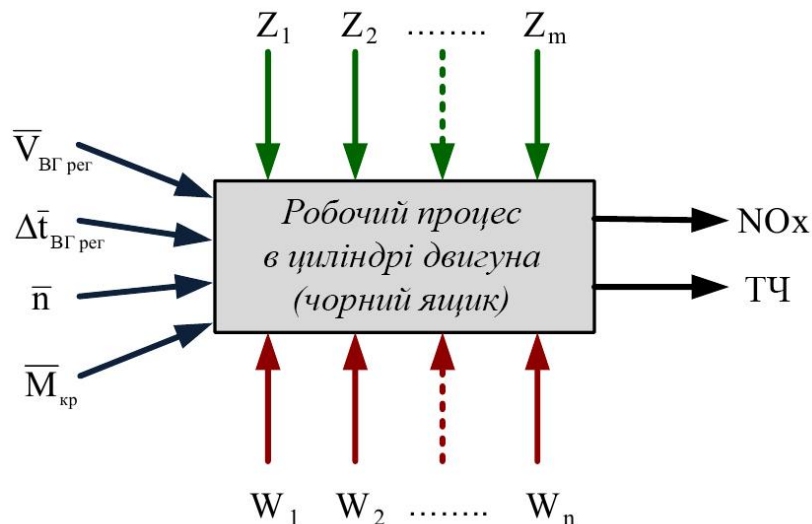 Z₁ Z₂ ........ Zₘ
V̅ВГ рег
Δt̅ВГ рег
n̅
M̅кр
Робочий процес
в циліндрі двигуна
(чорний ящик)
NOx
ТЧ
W₁ W₂ ........ Wₙ